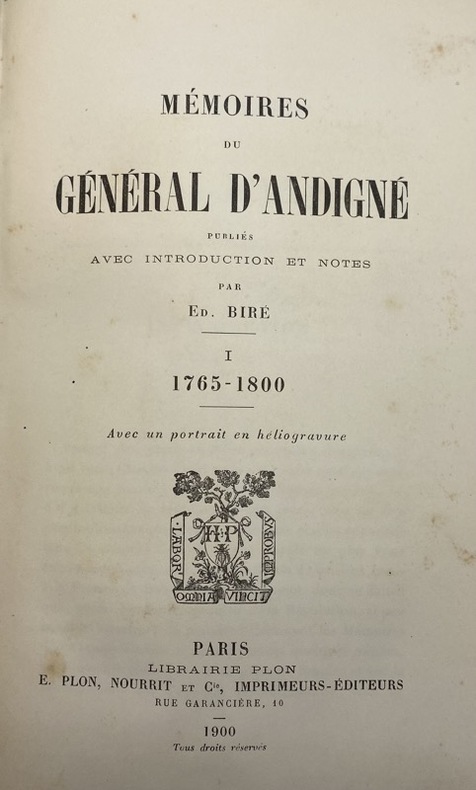 MÉMOIRES
DU
GÉNÉRAL D'ANDIGNÉ
PUBLIÉS
AVEC INTRODUCTION ET NOTES
PAR
ED. BIRÉ
I
1765-1800
Avec un portrait en héliogravure
H P
LABOR IMPROBVS
OMNIA VINCIT
PARIS
LIBRAIRIE PLON
E. PLON, NOURRIT ET Cie, IMPRIMEURS-ÉDITEURS
RUE GARANCIÈRE, 10
1900
Tous droits réservés